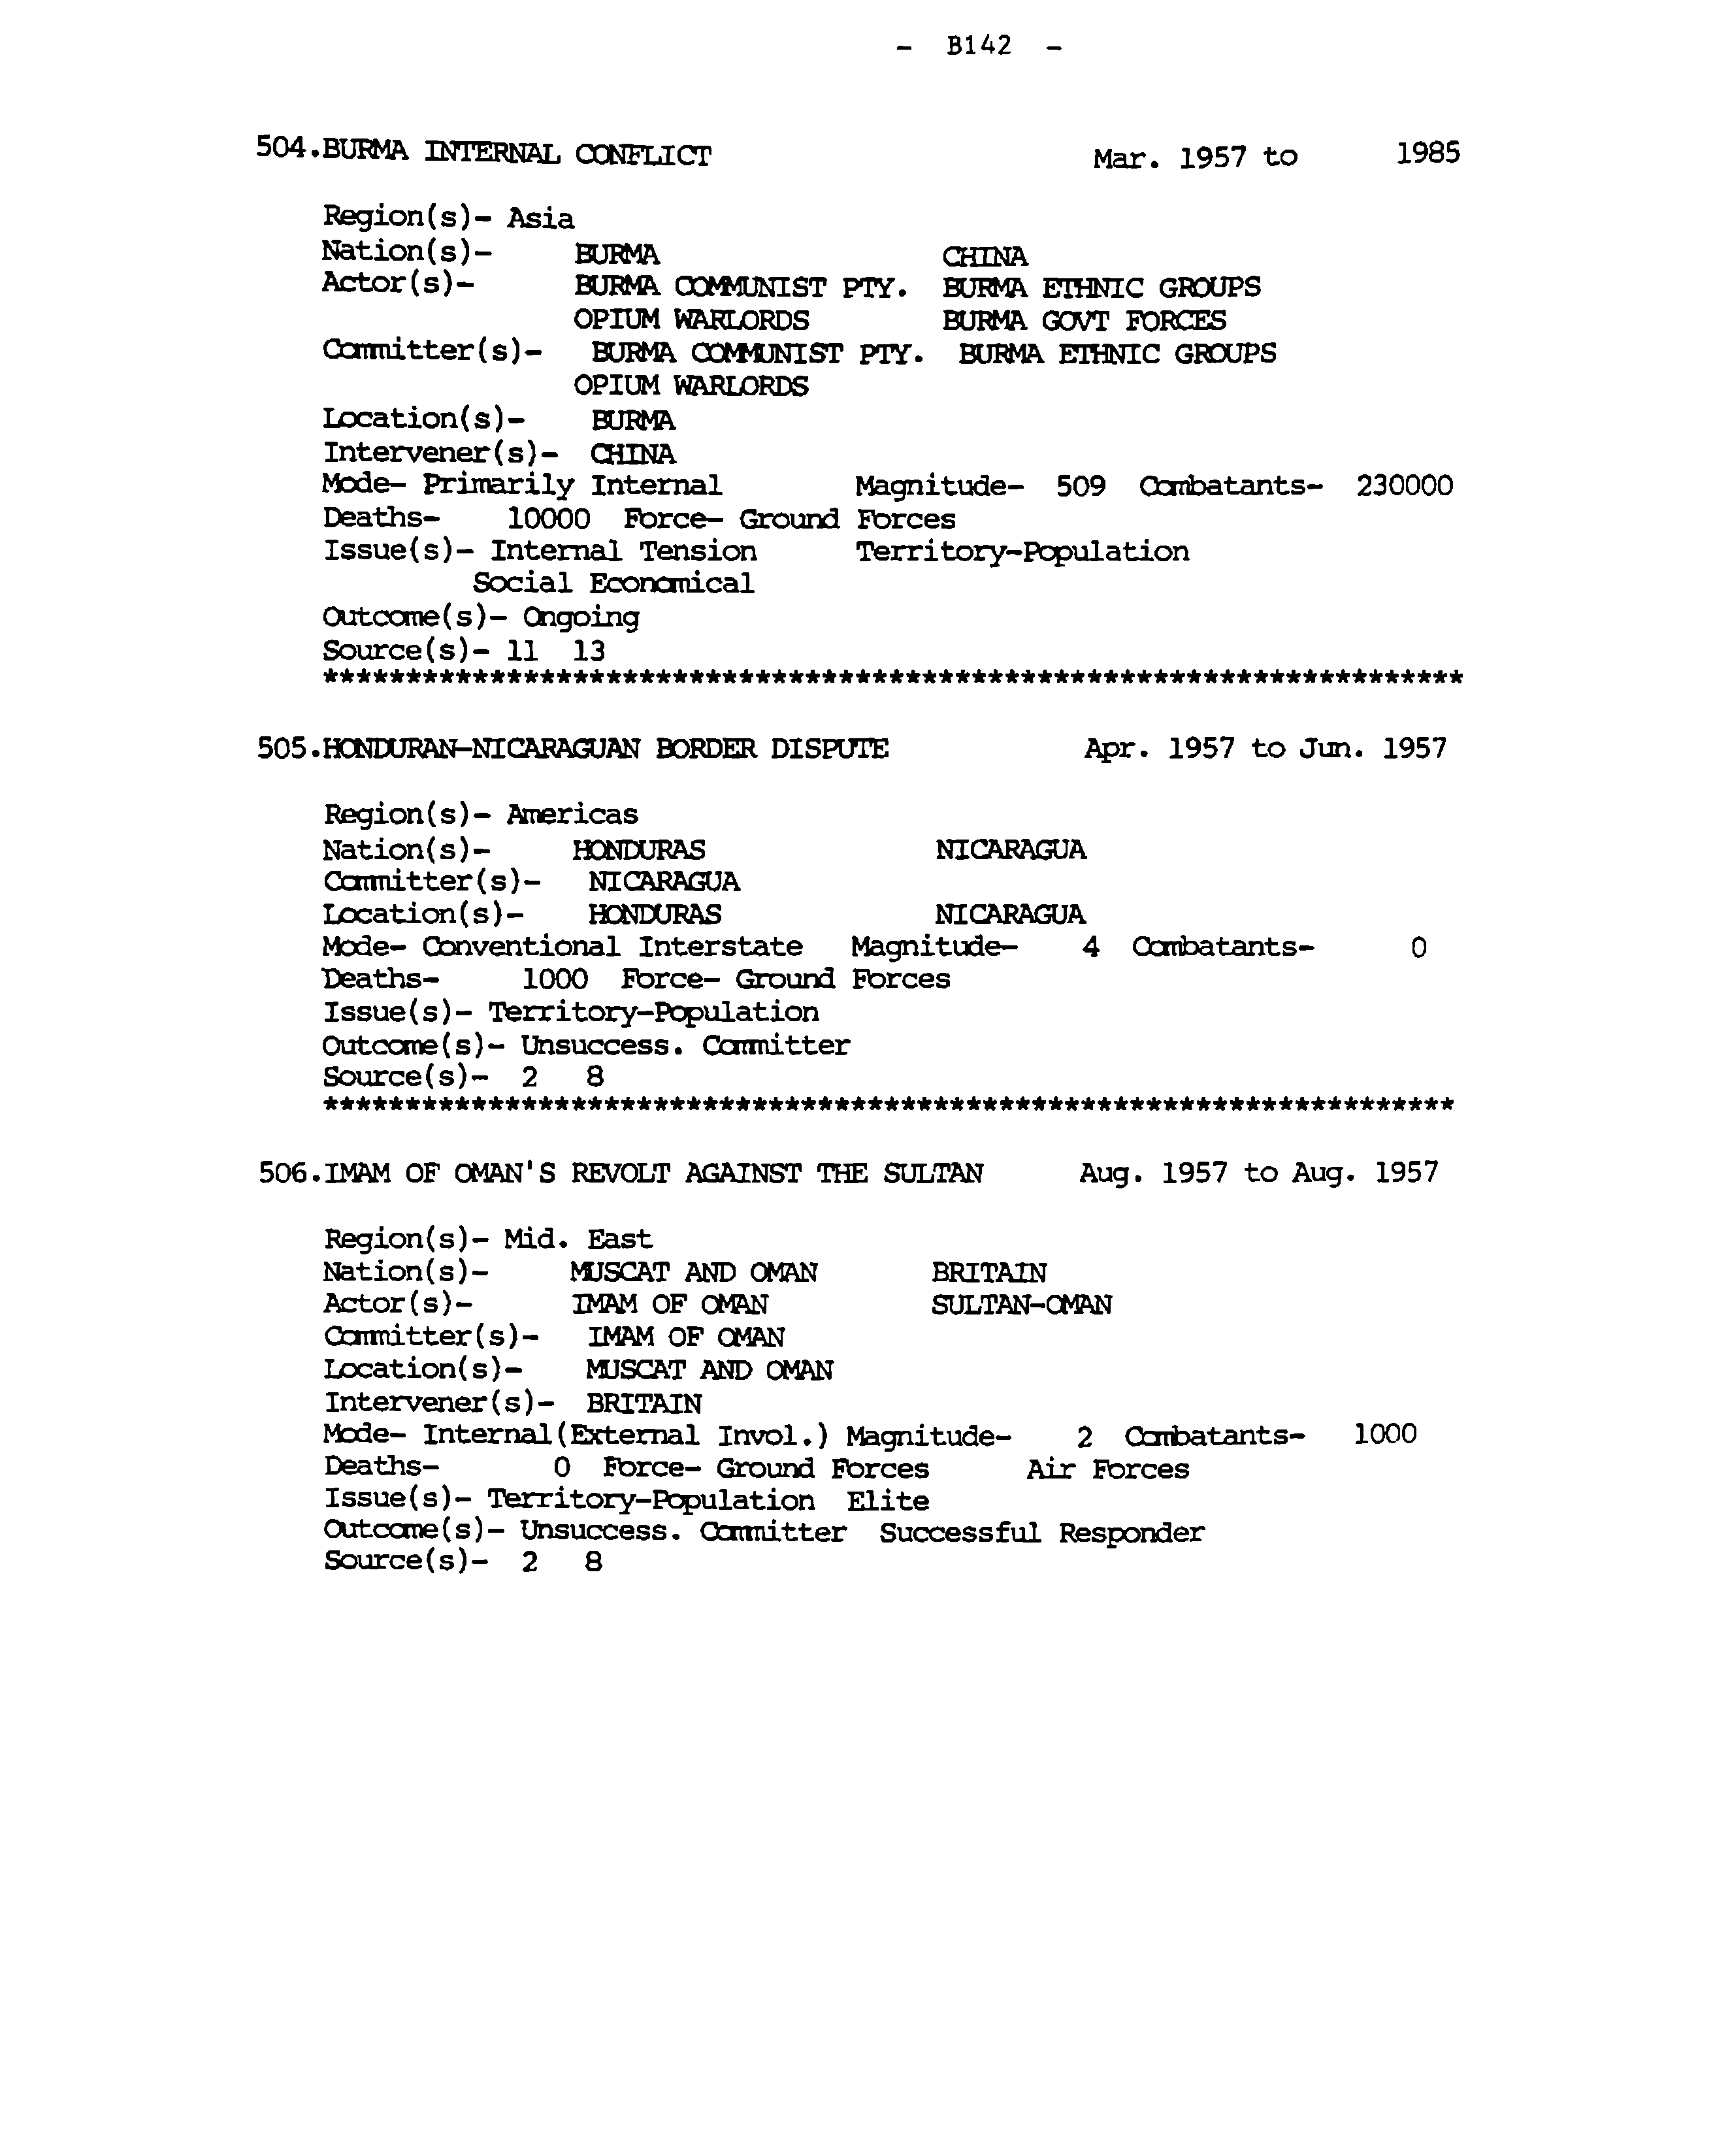 - B142 -
504.BURMA INTERNAL CONFLICT Mar. 1957 to 1985
Region(s)- Asia
Nation(s)- BURMA CHINA
Actor(s)- BURMA COMMUNIST PTY. BURMA ETHNIC GROUPS
OPIUM WARLORDS BURMA GOVT FORCES
Committer(s)- BURMA COMMUNIST PTY. BURMA ETHNIC GROUPS
OPIUM WARLORDS
Location(s)- BURMA
Intervener(s)- CHINA
Mode- Primarily Internal Magnitude- 509 Combatants- 230000
Deaths- 10000 Force- Ground Forces
Issue(s)- Internal Tension Territory-Population
Social Economical
Outcome(s)- Ongoing
Source(s)- 11 13
*********************************************************************
505.HONDURAN-NICARAGUAN BORDER DISPUTE Apr. 1957 to Jun. 1957
Region(s)- Americas
Nation(s)- HONDURAS NICARAGUA
Committer(s)- NICARAGUA
Location(s)- HONDURAS NICARAGUA
Mode- Conventional Interstate Magnitude- 4 Combatants- 0
Deaths- 1000 Force- Ground Forces
Issue(s)- Territory-Population
Outcome(s)- Unsuccess. Committer
Source(s)- 2 8
*********************************************************************
506.IMAM OF OMAN'S REVOLT AGAINST THE SULTAN Aug. 1957 to Aug. 1957
Region(s)- Mid. East
Nation(s)- MUSCAT AND OMAN BRITAIN
Actor(s)- IMAM OF OMAN SULTAN-OMAN
Committer(s)- IMAM OF OMAN
Location(s)- MUSCAT AND OMAN
Intervener(s)- BRITAIN
Mode- Internal(External Invol.) Magnitude- 2 Combatants- 1000
Deaths- 0 Force- Ground Forces Air Forces
Issue(s)- Territory-Population Elite
Outcome(s)- Unsuccess. Committer Successful Responder
Source(s)- 2 8